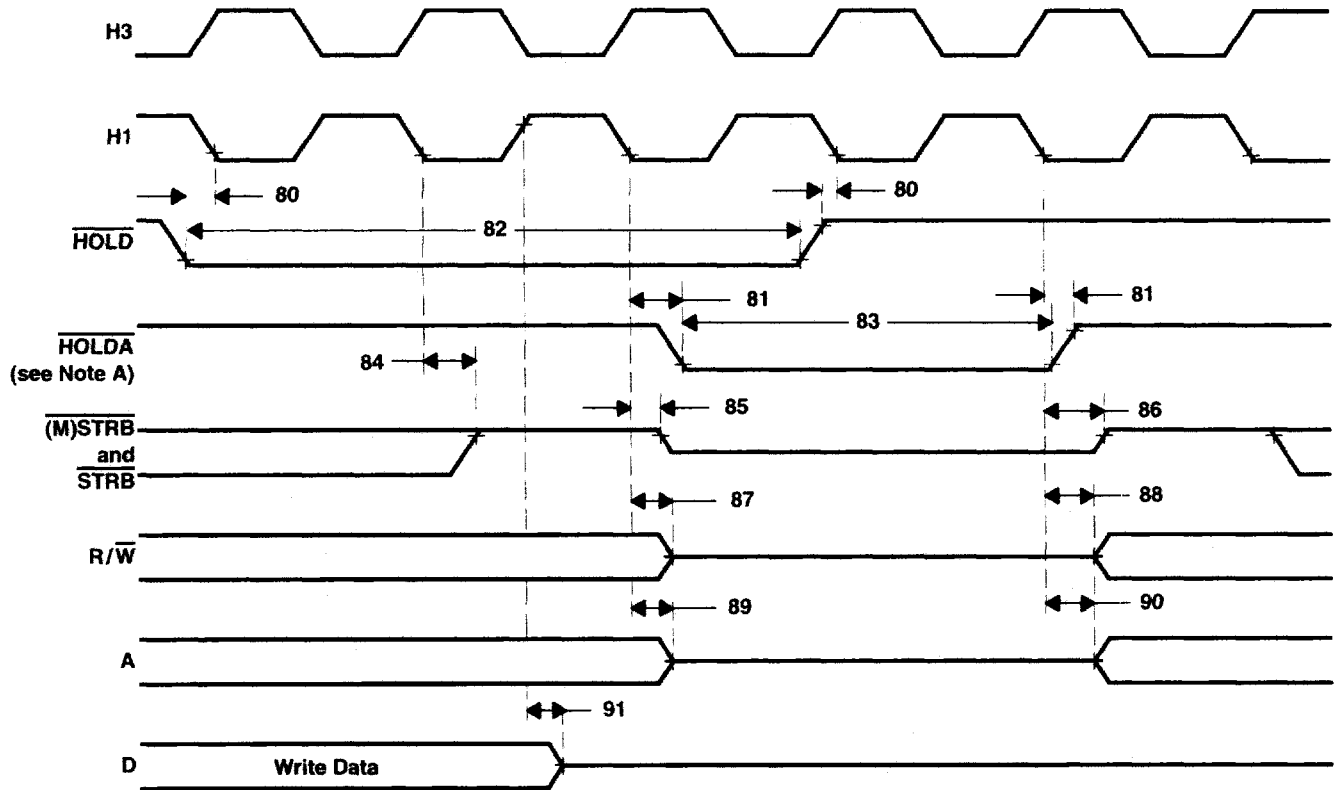 H3
H1
80 80
HOLD
82
81 81
83
HOLDA
(see Note A)
84
85 86
(M)STRB
and
STRB
87 88
R/W
89 90
A
91
D Write Data